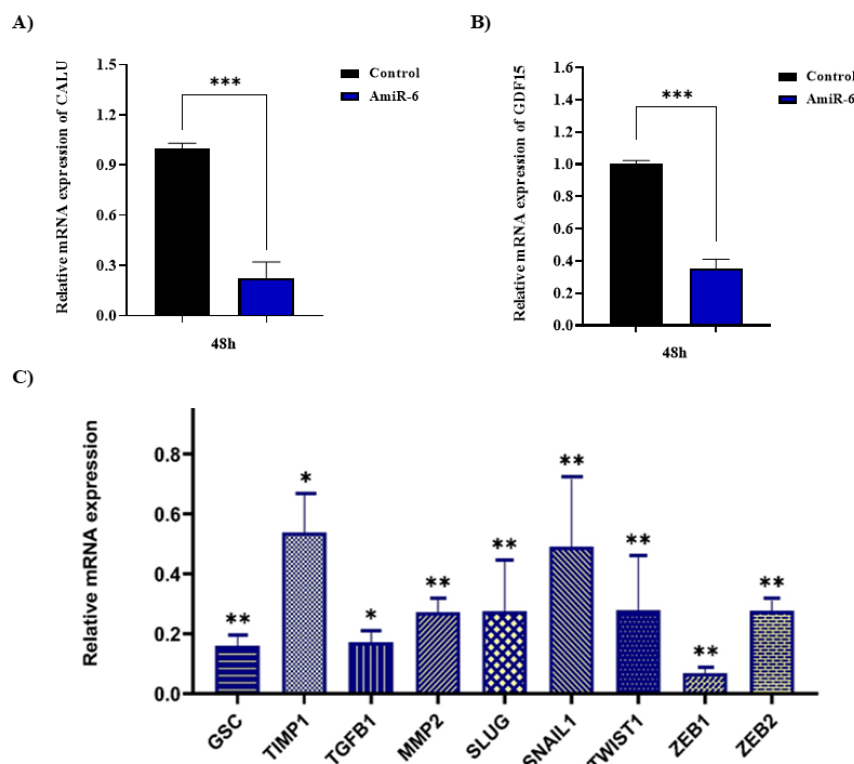 A)
Relative mRNA expression of CALU
1.5
1.2
0.9
0.6
0.3
0.0
***
Control
AmiR-6
48h
B)
Relative mRNA expression of GDF15
1.6
1.4
1.2
1.0
0.8
0.6
0.4
0.2
0.0
***
Control
AmiR-6
48h
C)
Relative mRNA expression
0.8
0.6
0.4
0.2
0.0
**
*
*
**
**
**
**
**
**
GSC
TIMP1
TGFB1
MMP2
SLUG
SNAIL1
TWIST1
ZEB1
ZEB2